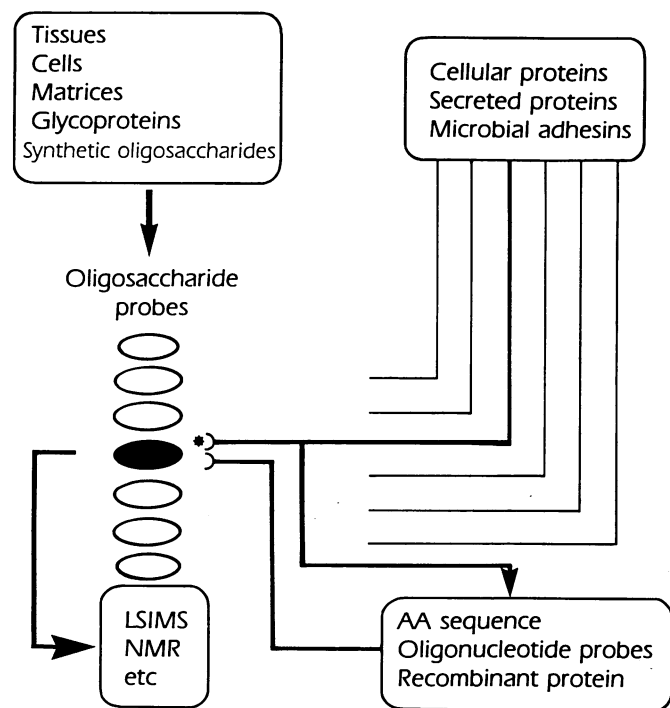 Tissues
Cells
Matrices
Glycoproteins
Synthetic oligosaccharides
Cellular proteins
Secreted proteins
Microbial adhesins
Oligosaccharide
probes
LSIMS
NMR
etc
AA sequence
Oligonucleotide probes
Recombinant protein